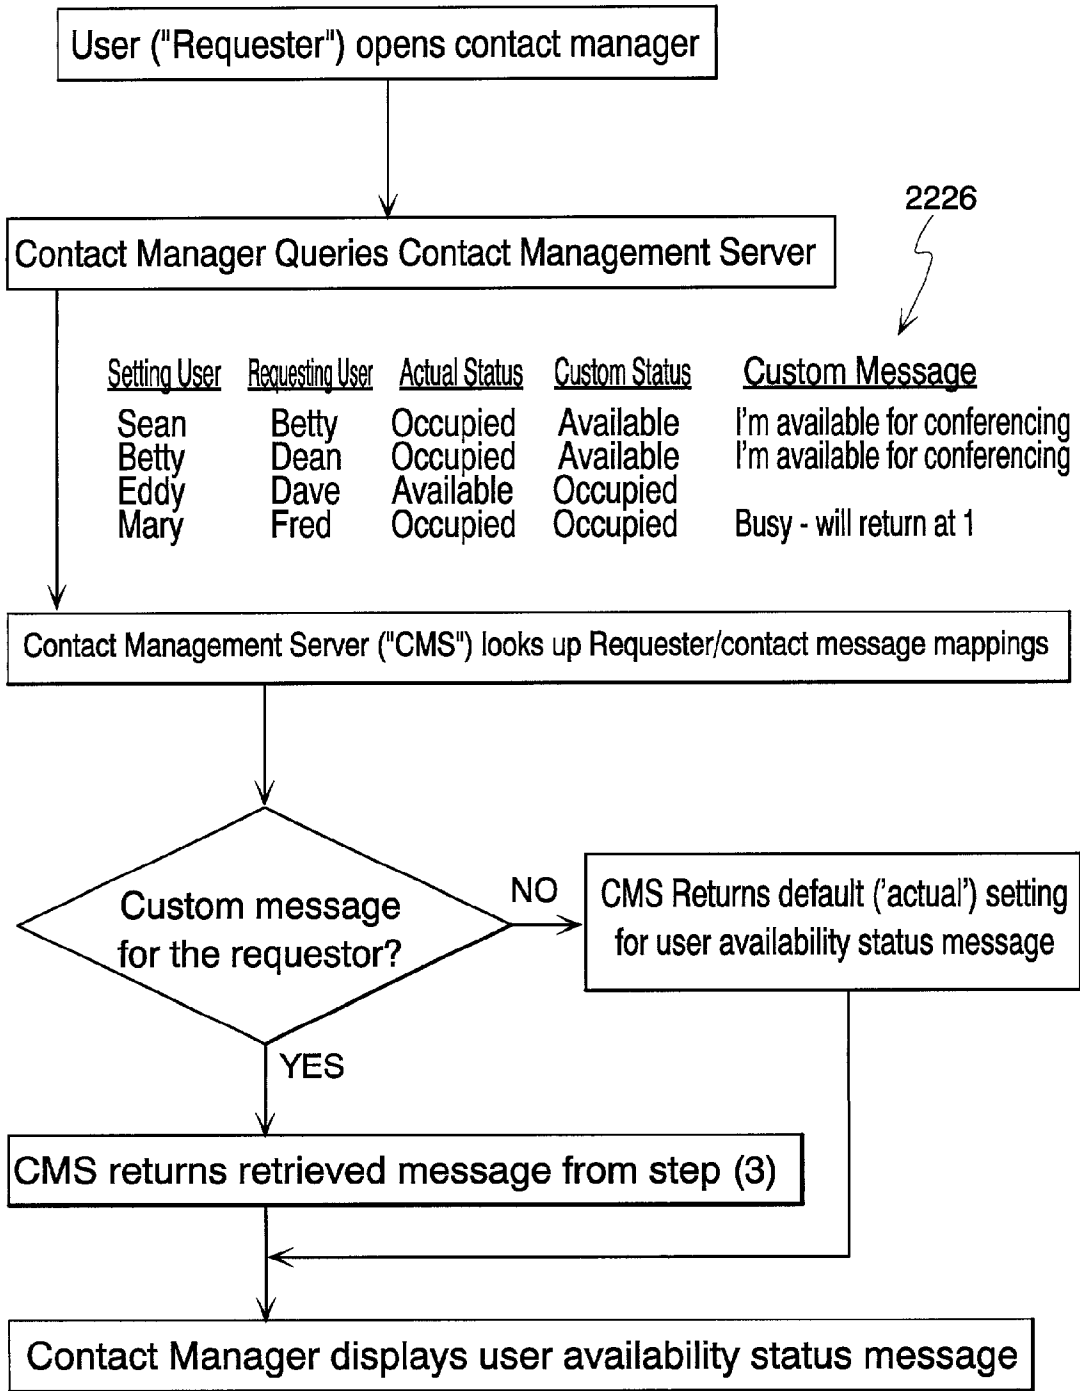 User ("Requester") opens contact manager
2226
Contact Manager Queries Contact Management Server
Setting User Requesting User Actual Status Custom Status Custom Message
Sean Betty Occupied Available I'm available for conferencing
Betty Dean Occupied Available I'm available for conferencing
Eddy Dave Available Occupied
Mary Fred Occupied Occupied Busy - will return at 1
Contact Management Server ("CMS") looks up Requester/contact message mappings
Custom message
for the requestor?
NO
CMS Returns default ('actual') setting
for user availability status message
YES
CMS returns retrieved message from step (3)
Contact Manager displays user availability status message